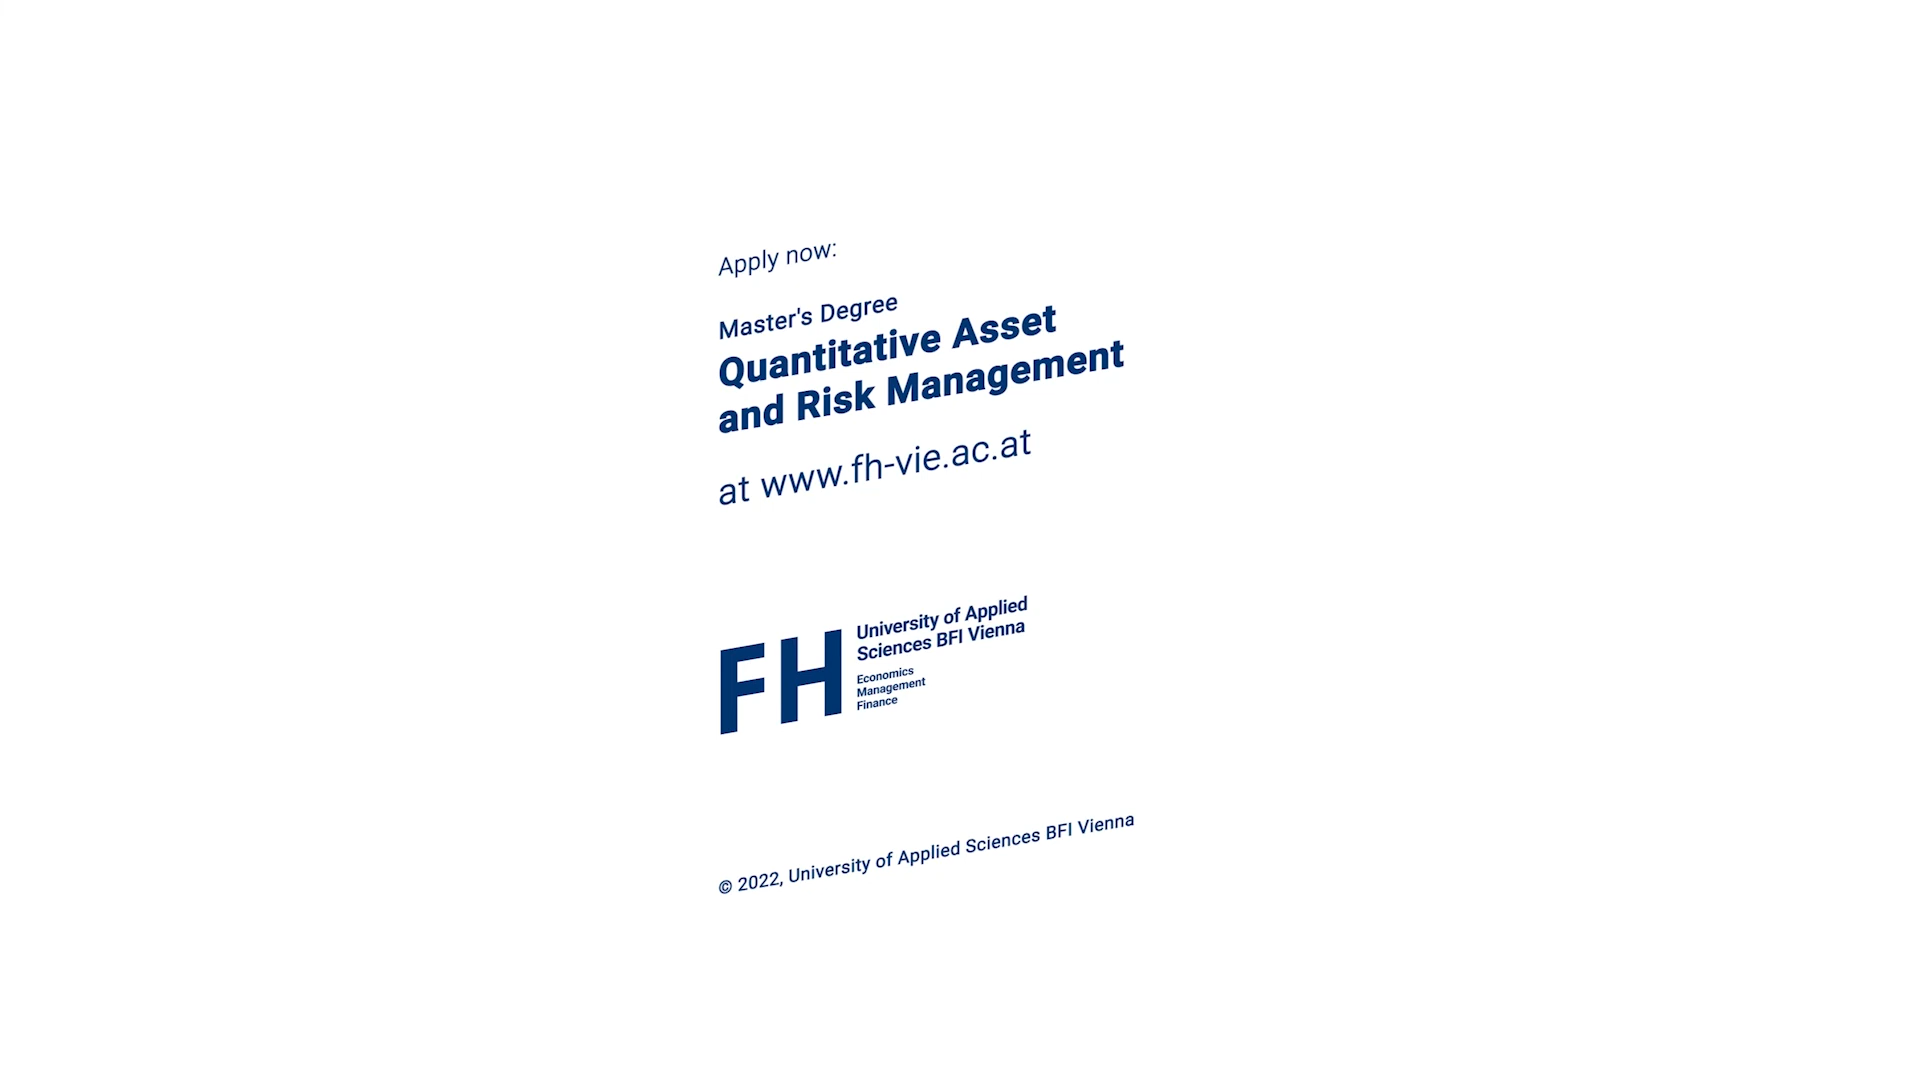 Apply now:
Master's Degree
Quantitative Asset
and Risk Management
at www.fh-vie.ac.at
FH
University of Applied
Sciences BFI Vienna
Economics
Management
Finance
© 2022, University of Applied Sciences BFI Vienna